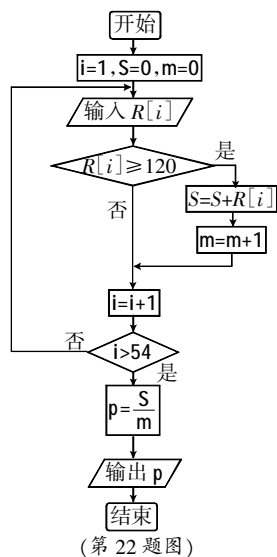 开始
i=1,S=0,m=0
输入 R[i]
R[i]≥120
是
否
S=S+R[i]
m=m+1
i=i+1
否
i>54
是
p=S/m
输出 p
结束
(第 22 题图)